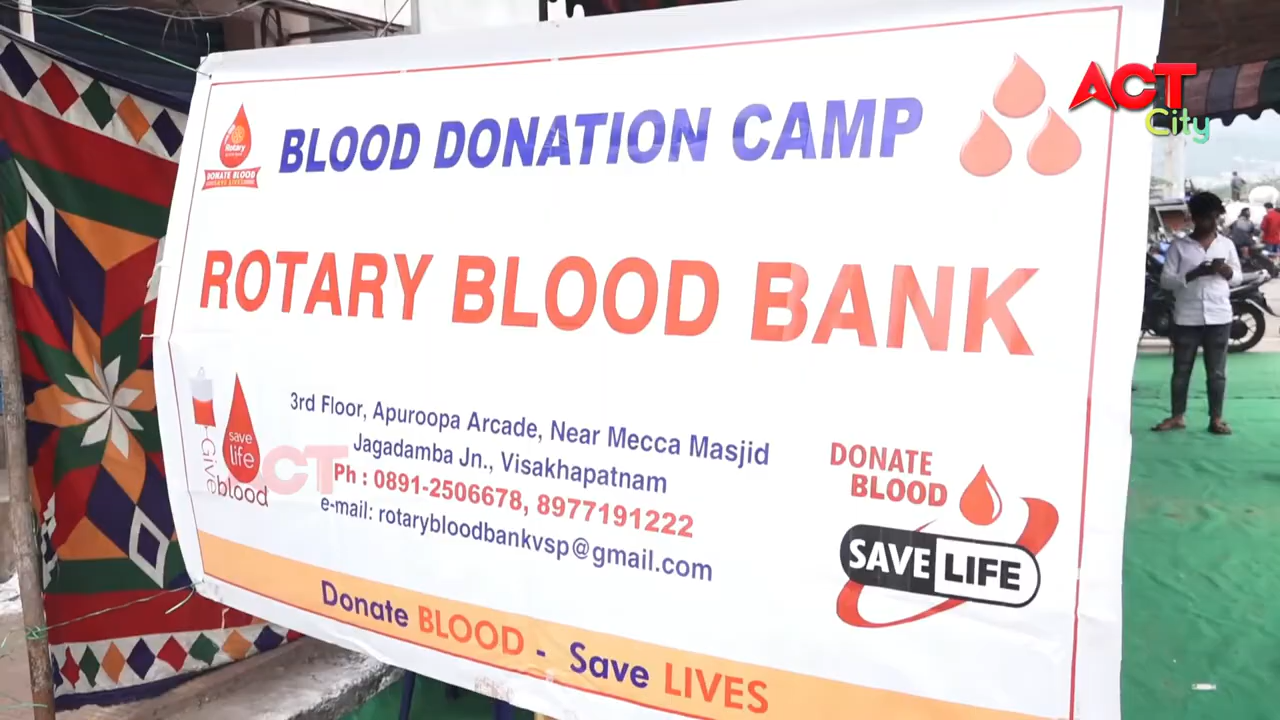 ACT
City
BLOOD DONATION CAMP
Rotary
DONATE BLOOD
SAVE LIVES
ROTARY BLOOD BANK
3rd Floor, Apuroopa Arcade, Near Mecca Masjid
Jagadamba Jn., Visakhapatnam
Ph : 0891-2506678, 8977191222
e-mail: rotarybloodbankvsp@gmail.com
save
life
Give
blood
ACT
DONATE
BLOOD
SAVE LIFE
Donate BLOOD - Save LIVES